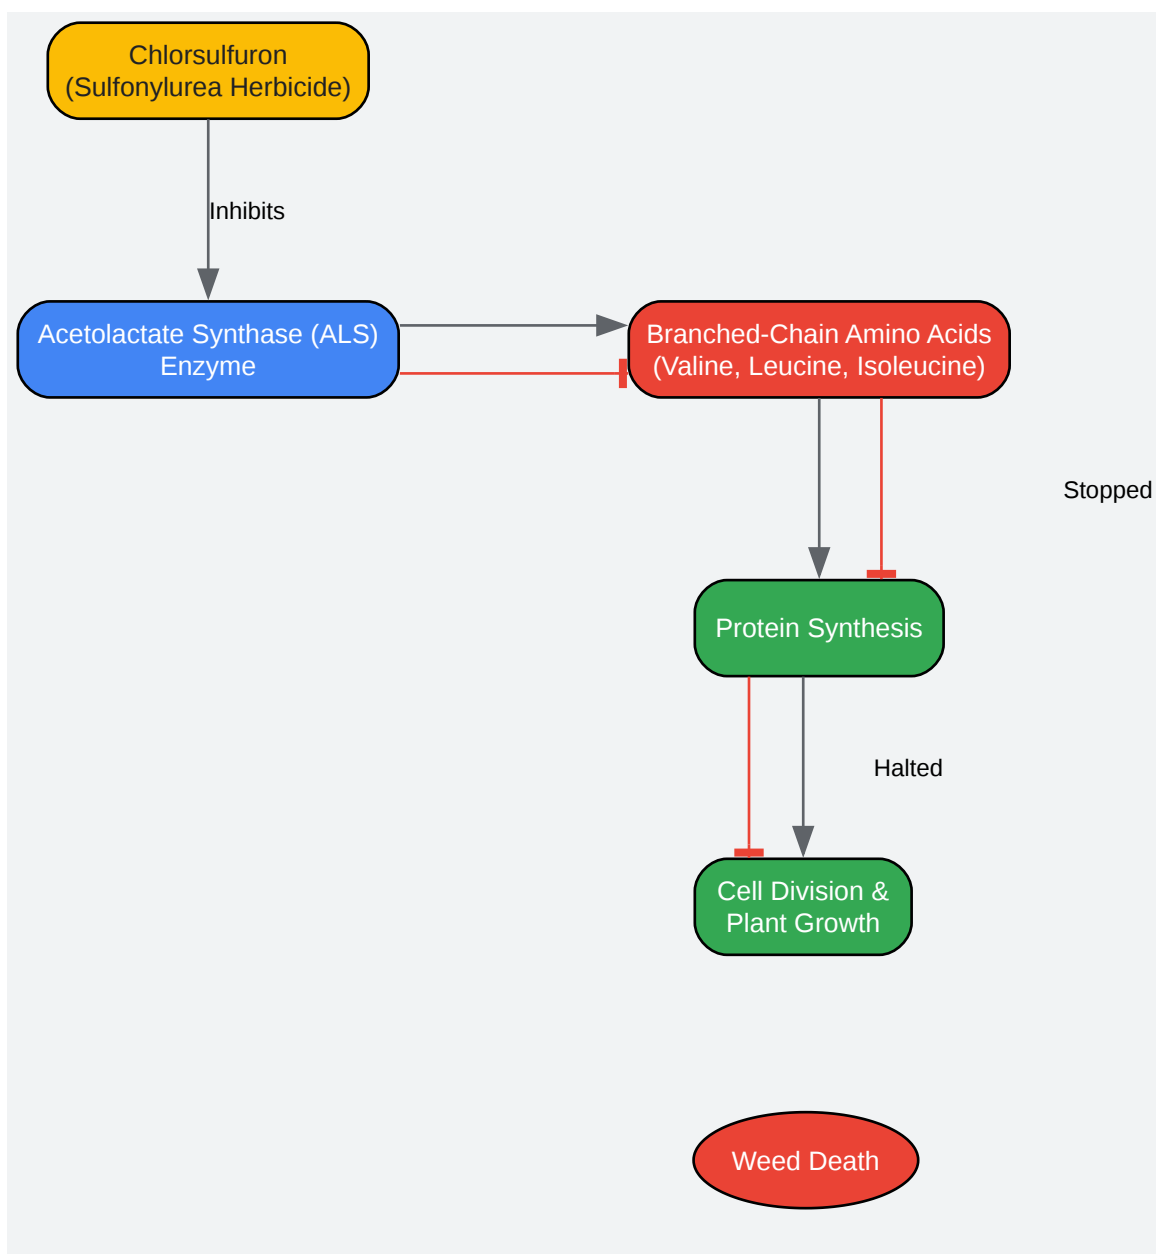 Chlorsulfuron
(Sulfonylurea Herbicide)
Inhibits
Acetolactate Synthase (ALS)
Enzyme
Branched-Chain Amino Acids
(Valine, Leucine, Isoleucine)
Stopped
Protein Synthesis
Halted
Cell Division &
Plant Growth
Weed Death